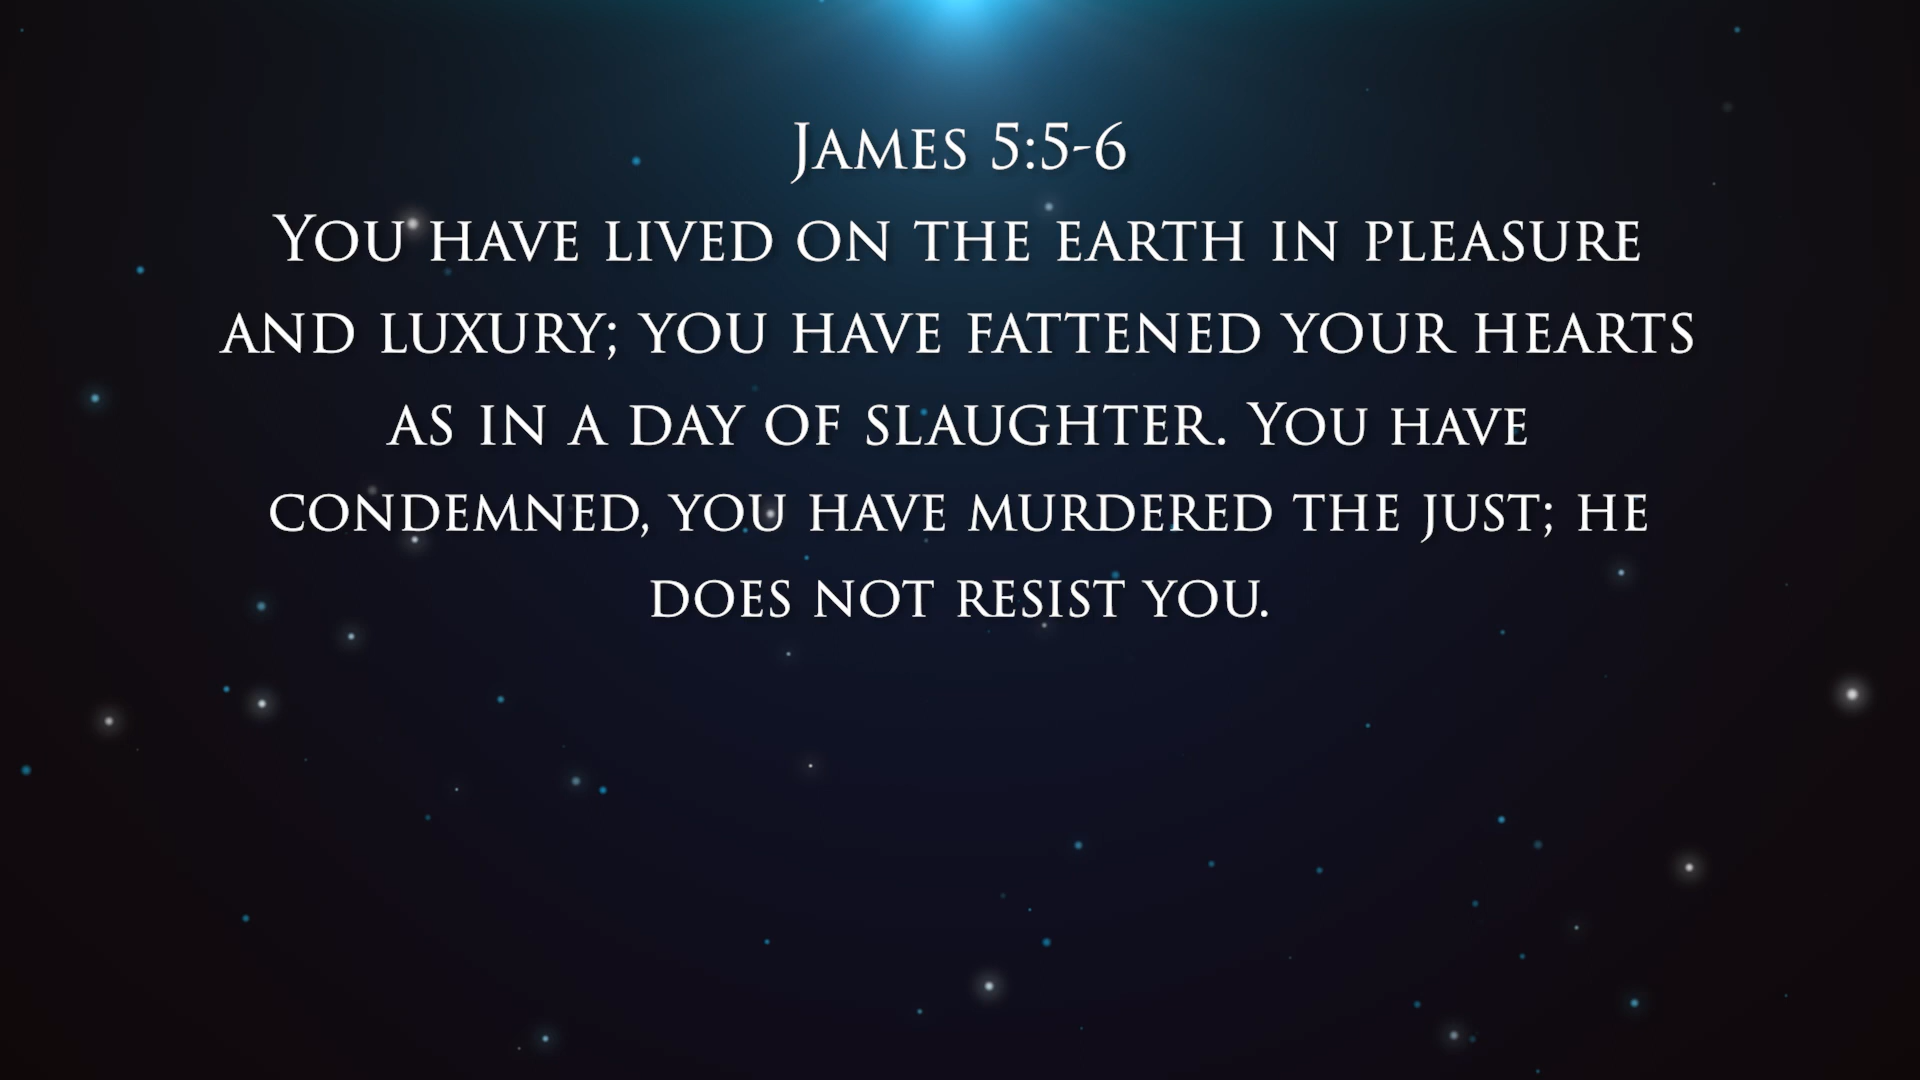 James 5:5-6
You have lived on the earth in pleasure
and luxury; you have fattened your hearts
as in a day of slaughter. You have
condemned, you have murdered the just; he
does not resist you.